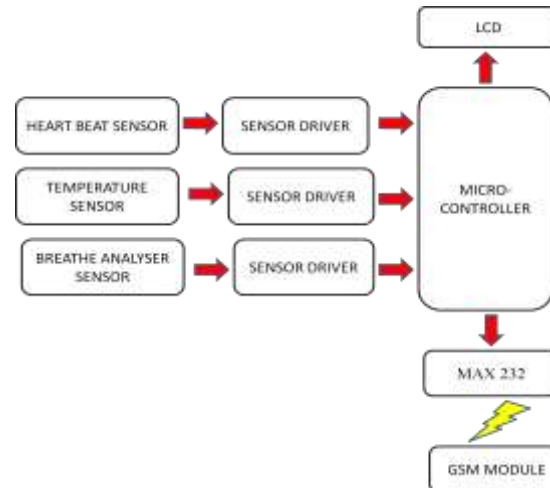 LCD
HEART BEAT SENSOR
SENSOR DRIVER
TEMPERATURE
SENSOR
SENSOR DRIVER
MICRO-
CONTROLLER
BREATHE ANALYSER
SENSOR
SENSOR DRIVER
MAX 232
GSM MODULE